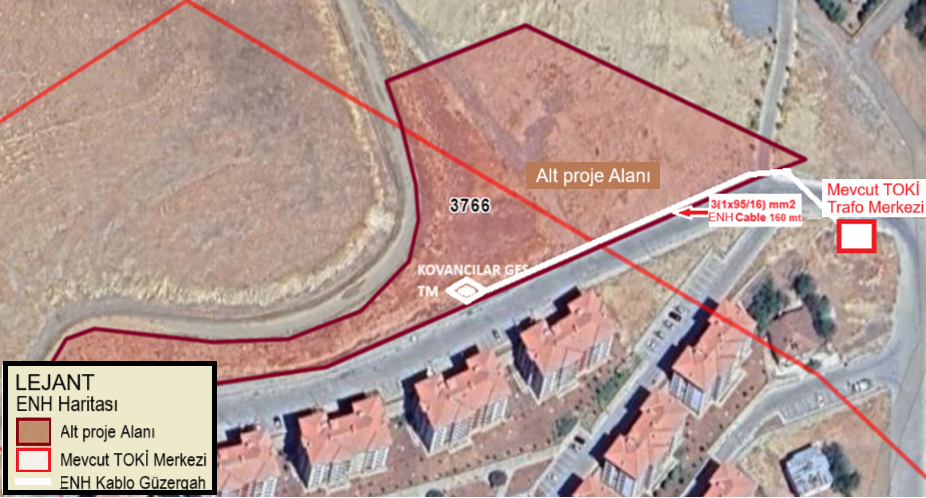 Alt proje Alanı
Mevcut TOKİ
Trafo Merkezi
3766
3(1x95/16) mm2
ENH Cable 160 mt
KOVANCILAR GES
TM
LEJANT
ENH Haritası
Alt proje Alanı
Mevcut TOKİ Merkezi
ENH Kablo Güzergah